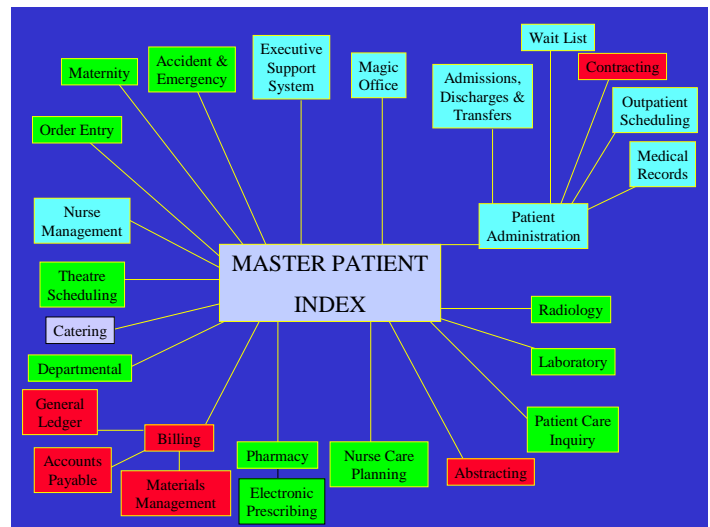 Wait List
Accident &
Emergency
Executive
Support
System
Magic
Office
Contracting
Maternity
Admissions,
Discharges &
Transfers
Outpatient
Scheduling
Order Entry
Medical
Records
Nurse
Management
Patient
Administration
MASTER PATIENT
INDEX
Theatre
Scheduling
Radiology
Catering
Laboratory
Departmental
General
Ledger
Billing
Patient Care
Inquiry
Accounts
Payable
Materials
Management
Pharmacy
Electronic
Prescribing
Nurse Care
Planning
Abstracting